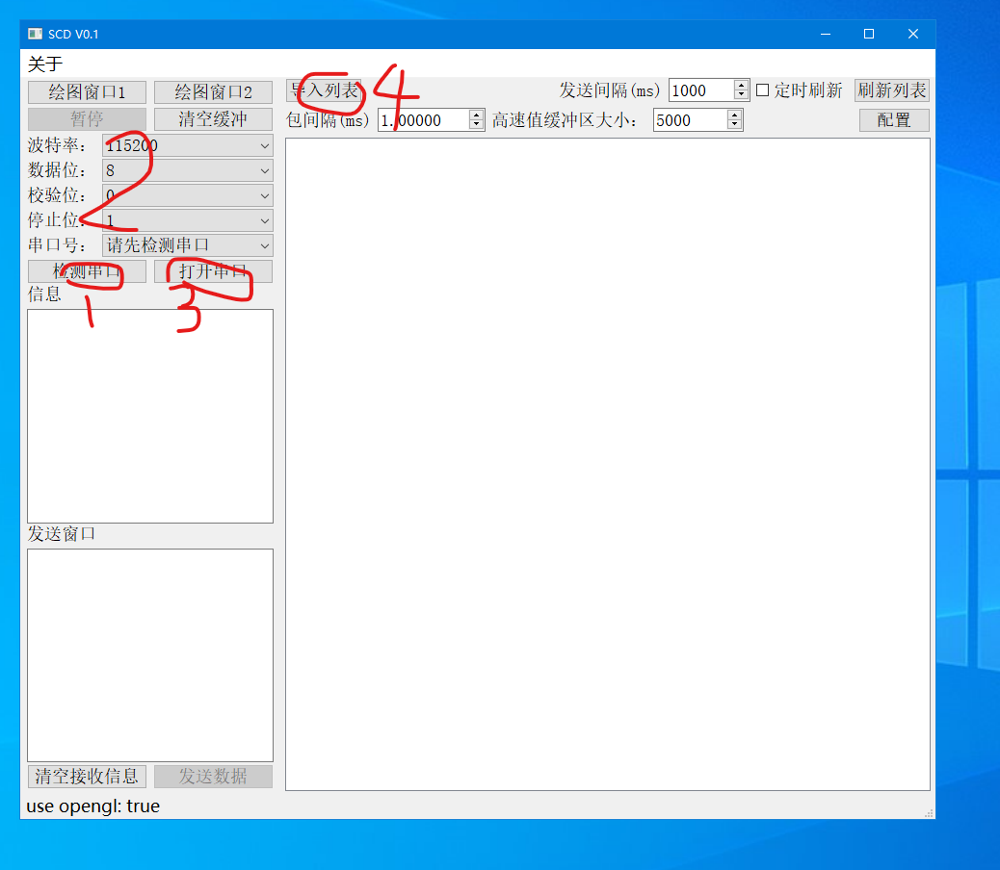 SCD V0.1
关于
绘图窗口1 绘图窗口2 导入列表 4 发送间隔(ms) 1000 定时刷新 刷新列表
暂停 清空缓冲 包间隔(ms) 1.00000 高速值缓冲区大小: 5000 配置
波特率: 115200
2
数据位: 8
校验位: 0
停止位: 1
串口号: 请先检测串口
检测串口 打开串口
信息
1 3
发送窗口
清空接收信息 发送数据
use opengl: true